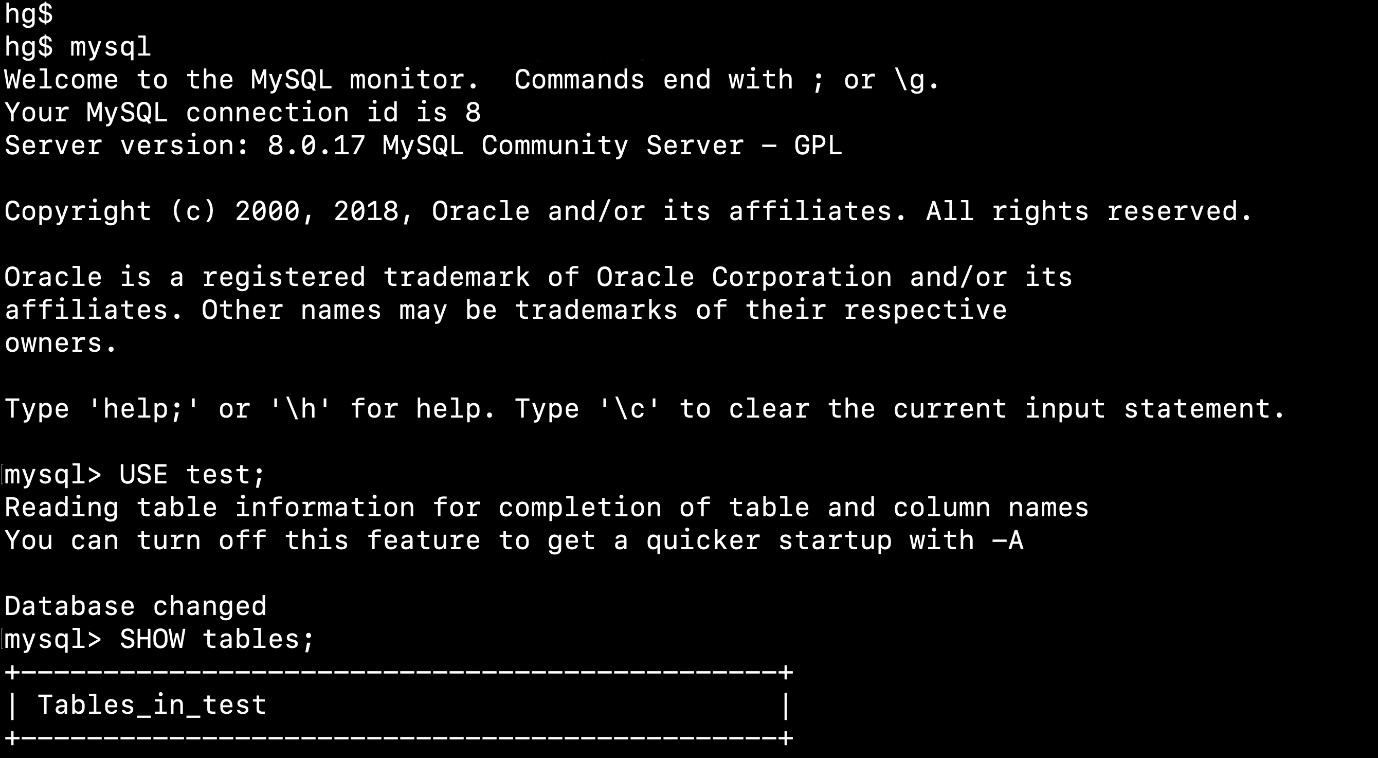 hg$
hg$ mysql
Welcome to the MySQL monitor.  Commands end with ; or \g.
Your MySQL connection id is 8
Server version: 8.0.17 MySQL Community Server – GPL
Copyright (c) 2000, 2018, Oracle and/or its affiliates. All rights reserved.
Oracle is a registered trademark of Oracle Corporation and/or its
affiliates. Other names may be trademarks of their respective
owners.
Type 'help;' or '\h' for help. Type '\c' to clear the current input statement.
mysql> USE test;
Reading table information for completion of table and column names
You can turn off this feature to get a quicker startup with –A
Database changed
mysql> SHOW tables;
+----------------------------------------------+
| Tables_in_test                               |
+----------------------------------------------+